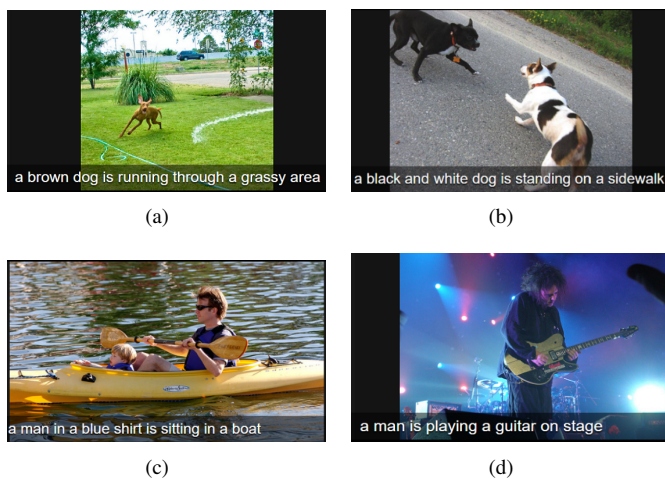 a brown dog is running through a grassy area
a black and white dog is standing on a sidewalk
(a)
(b)
a man in a blue shirt is sitting in a boat
a man is playing a guitar on stage
(c)
(d)